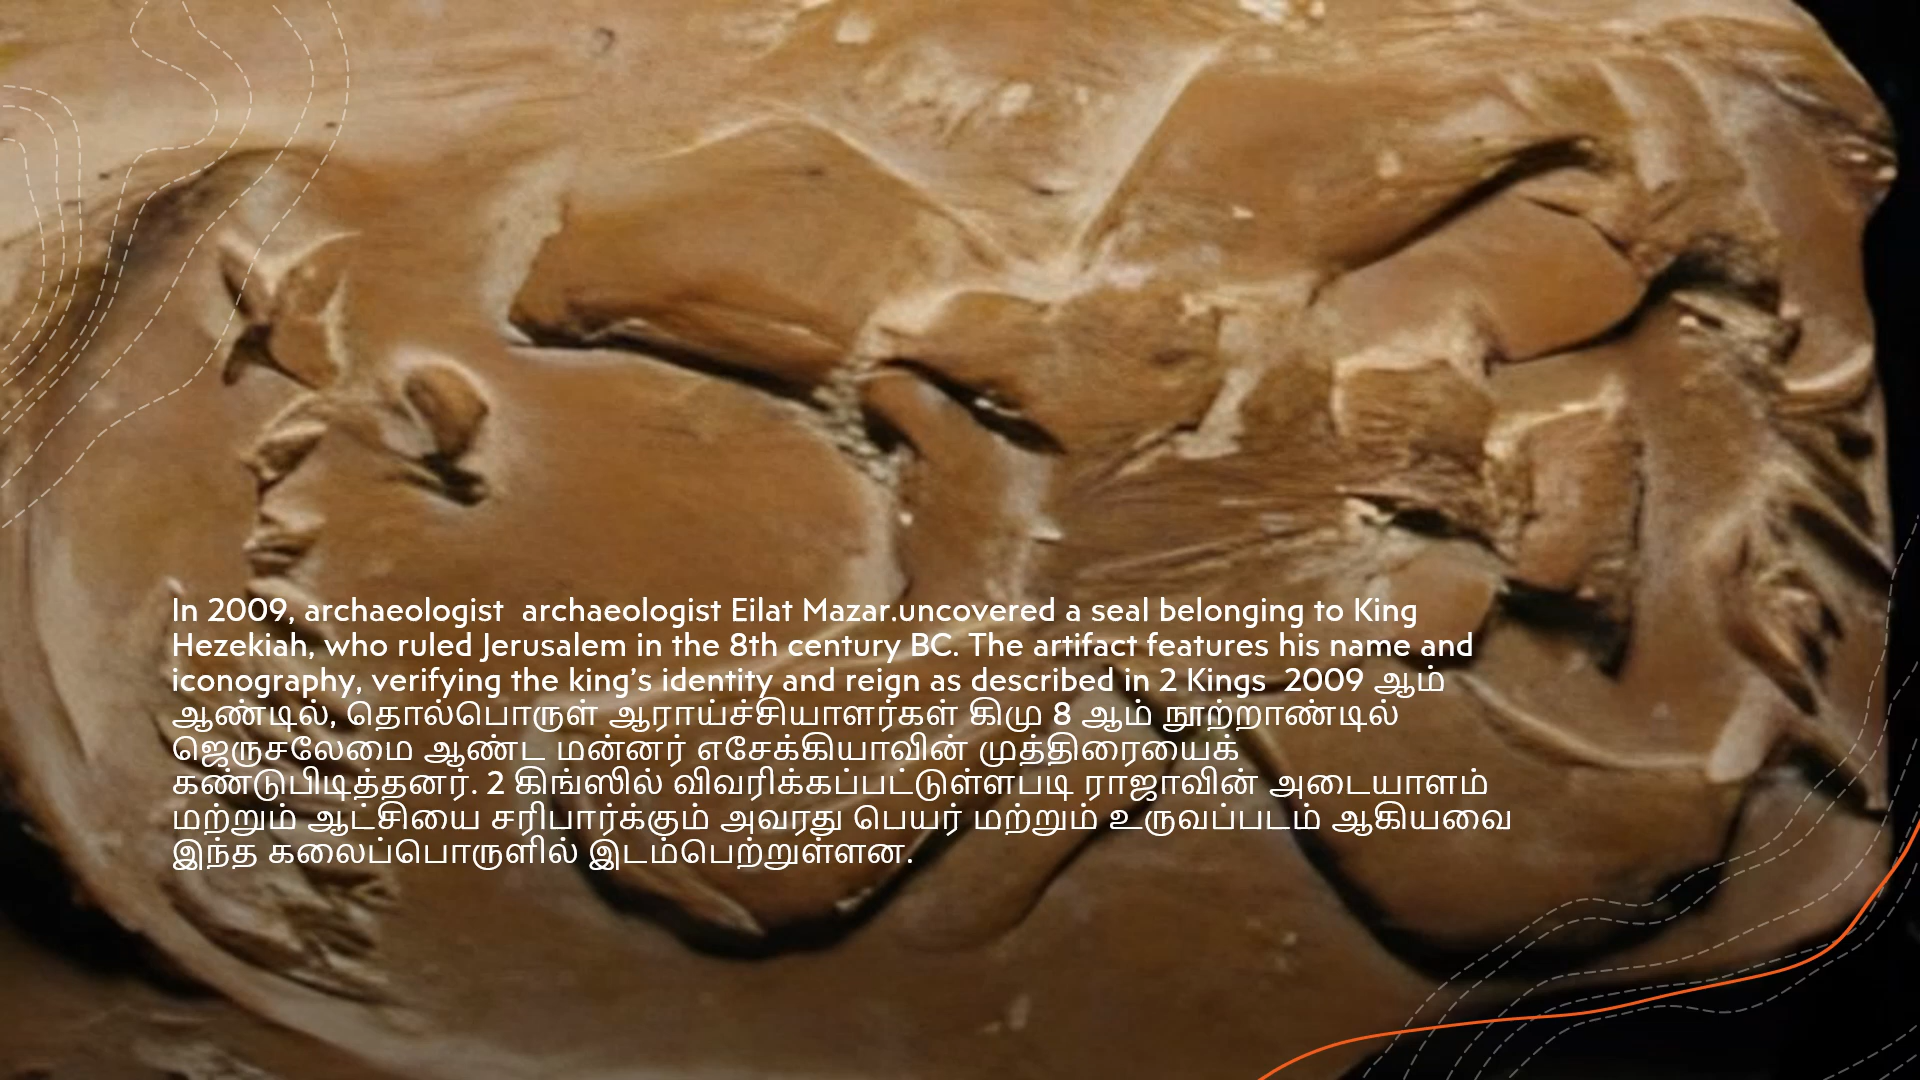 In 2009, archaeologist  archaeologist Eilat Mazar.uncovered a seal belonging to King
Hezekiah, who ruled Jerusalem in the 8th century BC. The artifact features his name and
iconography, verifying the king’s identity and reign as described in 2 Kings  2009 ஆம்
ஆண்டில், தொல்பொருள் ஆராய்ச்சியாளர்கள் கிமு 8 ஆம் நூற்றாண்டில்
ஜெருசலேமை ஆண்ட மன்னர் எசேக்கியாவின் முத்திரையைக்
கண்டுபிடித்தனர். 2 கிங்ஸில் விவரிக்கப்பட்டுள்ளபடி ராஜாவின் அடையாளம்
மற்றும் ஆட்சியை சரிபார்க்கும் அவரது பெயர் மற்றும் உருவப்படம் ஆகியவை
இந்த கலைப்பொருளில் இடம்பெற்றுள்ளன.